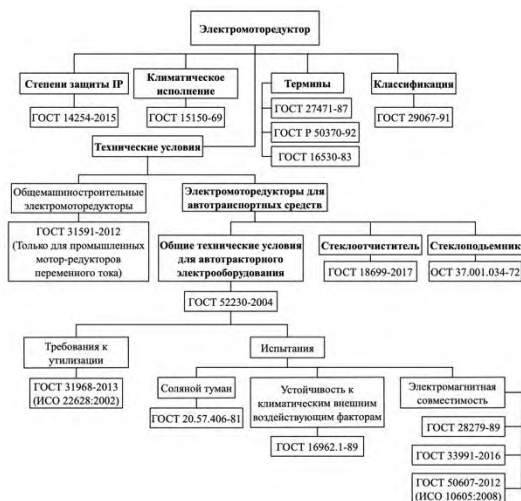 Электромоторедуктор
Степени защиты IP
ГОСТ 14254-2015
Климатическое
исполнение
ГОСТ 15150-69
Термины
ГОСТ 27471-87
ГОСТ Р 50370-92
ГОСТ 16530-83
Классификация
ГОСТ 29067-91
Технические условия
Общемашиностроительные
электромоторедукторы
ГОСТ 31591-2012
(Только для промышленных
мотор-редукторов
переменного тока)
Электромоторедукторы для
автотранспортных средств
Общие технические условия
для автотракторного
электрооборудования
ГОСТ 52230-2004
Стеклоотчиститель
ГОСТ 18699-2017
Стеклоподьемник
ОСТ 37.001.034-72
Требования к
утилизации
ГОСТ 31968-2013
(ИСО 22628:2002)
Испытания
Соляной туман
ГОСТ 20.57.406-81
Устойчивость к
климатическим внешним
воздействующим факторам
ГОСТ 16962.1-89
Электромагнитная
совместимость
ГОСТ 28279-89
ГОСТ 33991-2016
ГОСТ 50607-2012
(ИСО 10605:2008)